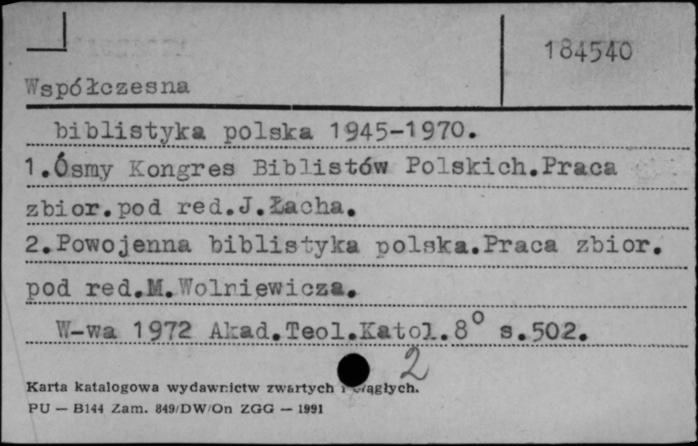 184540
Współczesna
biblistyka polska 1945-1970.
1.Ósmy Kongres Biblistów Polskich.Praca
zbior.pod red.J.Łacha.
2.Powojenna biblistyka polska.Praca zbior.
pod red.M.Wolniewicza.
W-wa 1972 Akad.Teol.Katol.8° s.502.
2
Karta katalogowa wydawnictw zwartych i ciągłych.
PU — B144 Zam. 849/DW/On ZGG — 1991